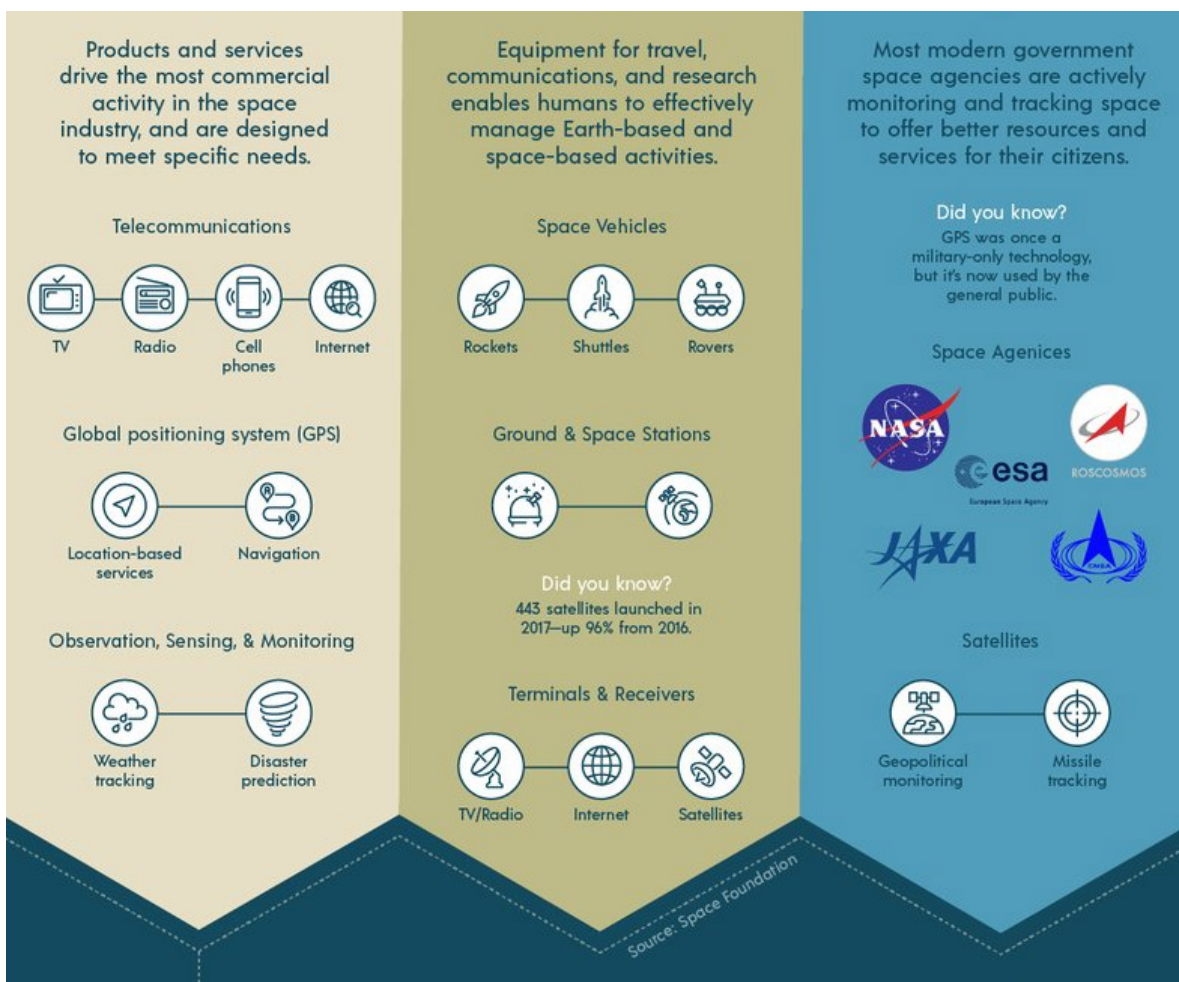 Products and services
drive the most commercial
activity in the space
industry, and are designed
to meet specific needs.
Telecommunications
TV
Radio
Cell
phones
Internet
Global positioning system (GPS)
Location-based
services
Navigation
Observation, Sensing, & Monitoring
Weather
tracking
Disaster
prediction
Equipment for travel,
communications, and research
enables humans to effectively
manage Earth-based and
space-based activities.
Space Vehicles
Rockets
Shuttles
Rovers
Ground & Space Stations
Did you know?
443 satellites launched in
2017—up 96% from 2016.
Terminals & Receivers
TV/Radio
Internet
Satellites
Most modern government
space agencies are actively
monitoring and tracking space
to offer better resources and
services for their citizens.
Did you know?
GPS was once a
military-only technology,
but it's now used by the
general public.
Space Agenices
NASA
esa
European Space Agency
ROSCOSMOS
JAXA
CMSA
Satellites
Geopolitical
monitoring
Missile
tracking
Source: Space Foundation